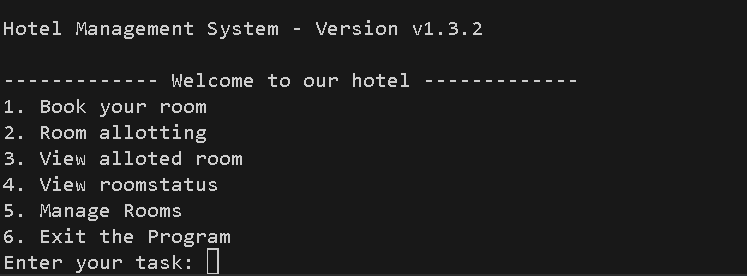 Hotel Management System - Version v1.3.2
------------- Welcome to our hotel -------------
1. Book your room
2. Room allotting
3. View alloted room
4. View roomstatus
5. Manage Rooms
6. Exit the Program
Enter your task: